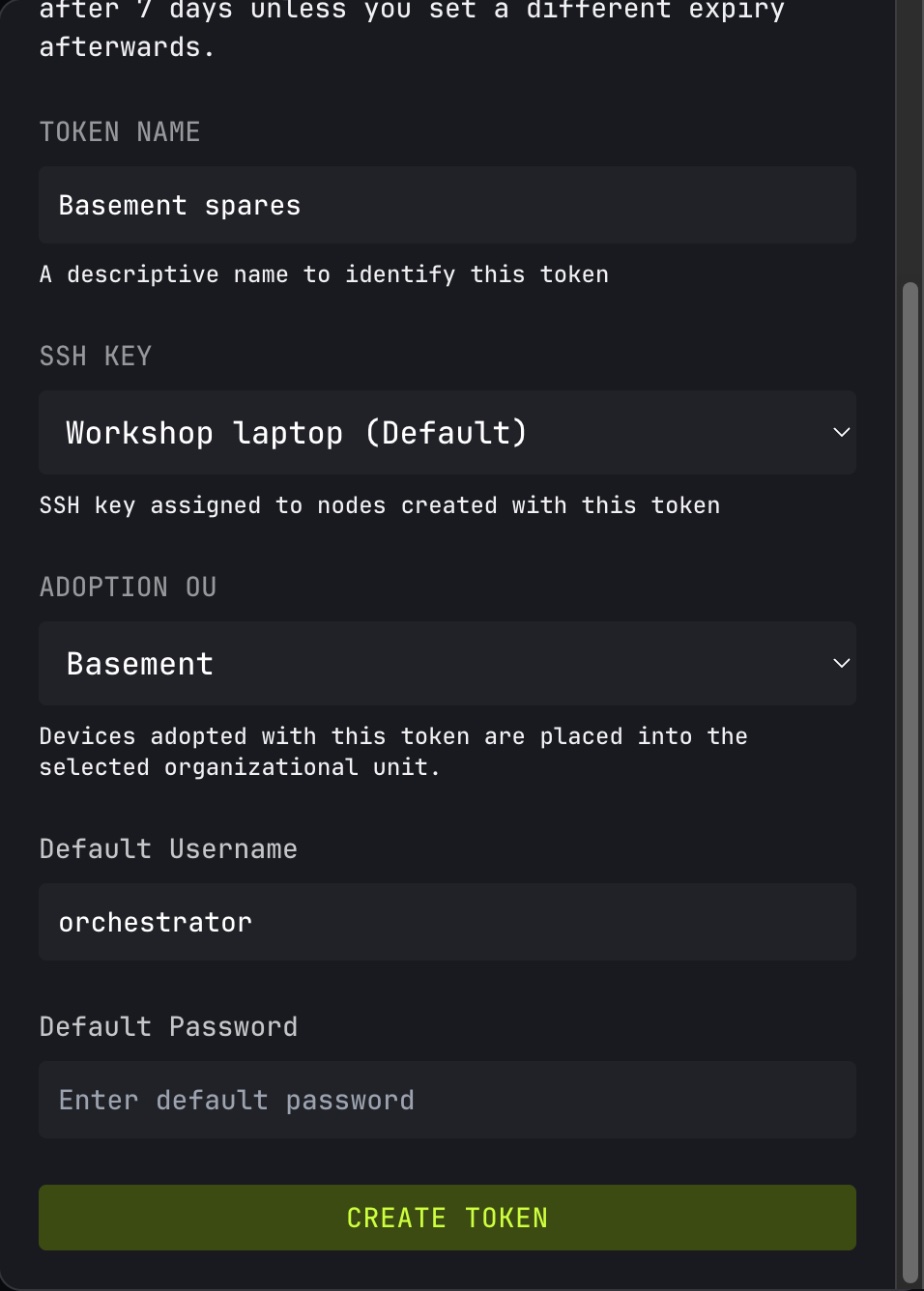 after 7 days unless you set a different expiry
afterwards.
TOKEN NAME
Basement spares
A descriptive name to identify this token
SSH KEY
Workshop laptop (Default)
SSH key assigned to nodes created with this token
ADOPTION OU
Basement
Devices adopted with this token are placed into the
selected organizational unit.
Default Username
orchestrator
Default Password
Enter default password
CREATE TOKEN